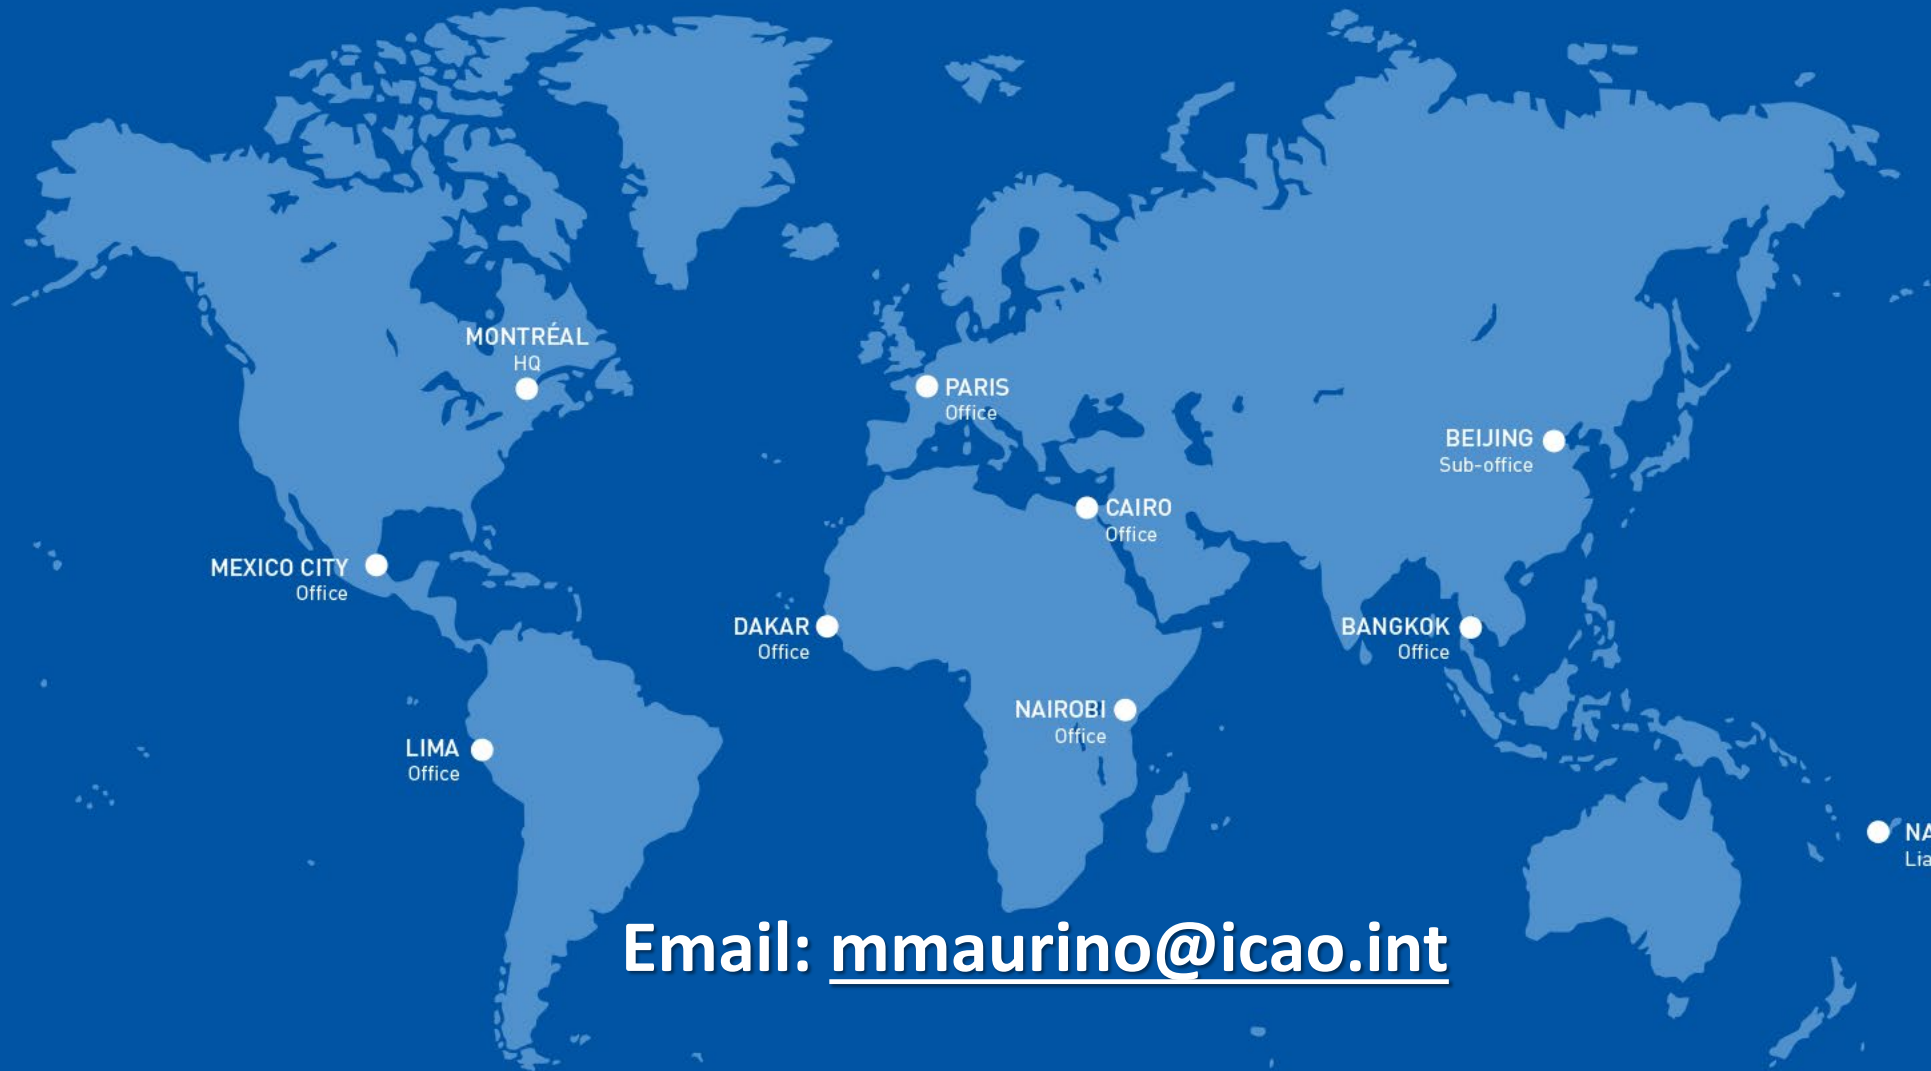 MONTRÉAL
HQ
PARIS
Office
BEIJING
Sub-office
CAIRO
Office
MEXICO CITY
Office
DAKAR
Office
BANGKOK
Office
NAIROBI
Office
LIMA
Office
Email: mmaurino@icao.int